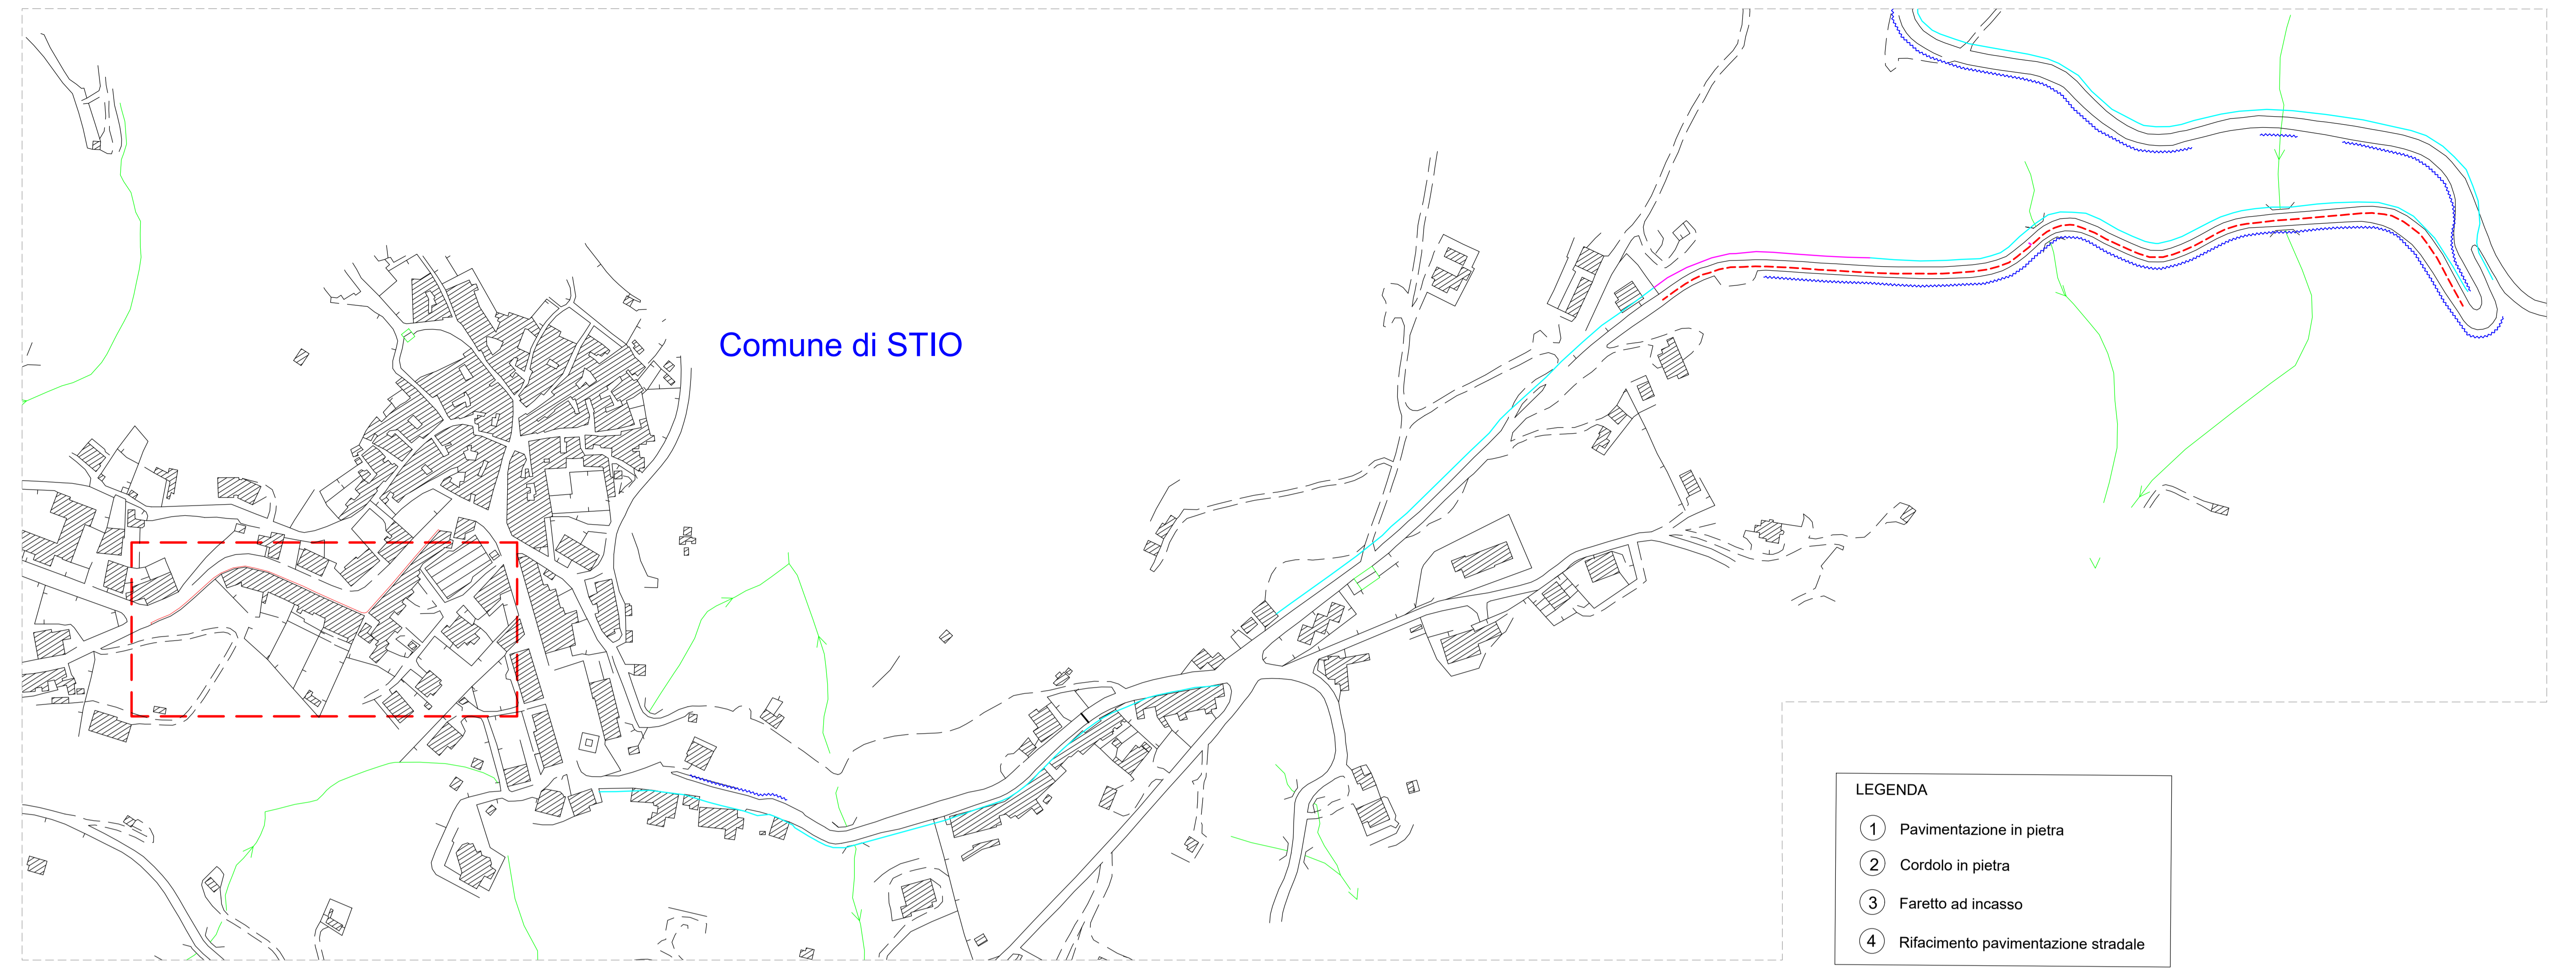 Comune di STIO
LEGENDA
1 Pavimentazione in pietra
2 Cordolo in pietra
3 Faretto ad incasso
4 Rifacimento pavimentazione stradale